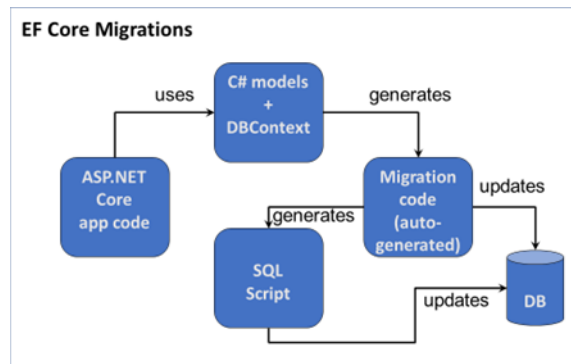 EF Core Migrations
C# models
+
DBContext
uses
generates
ASP.NET
Core
app code
Migration
code
(auto-
generated)
updates
generates
SQL
Script
updates
DB